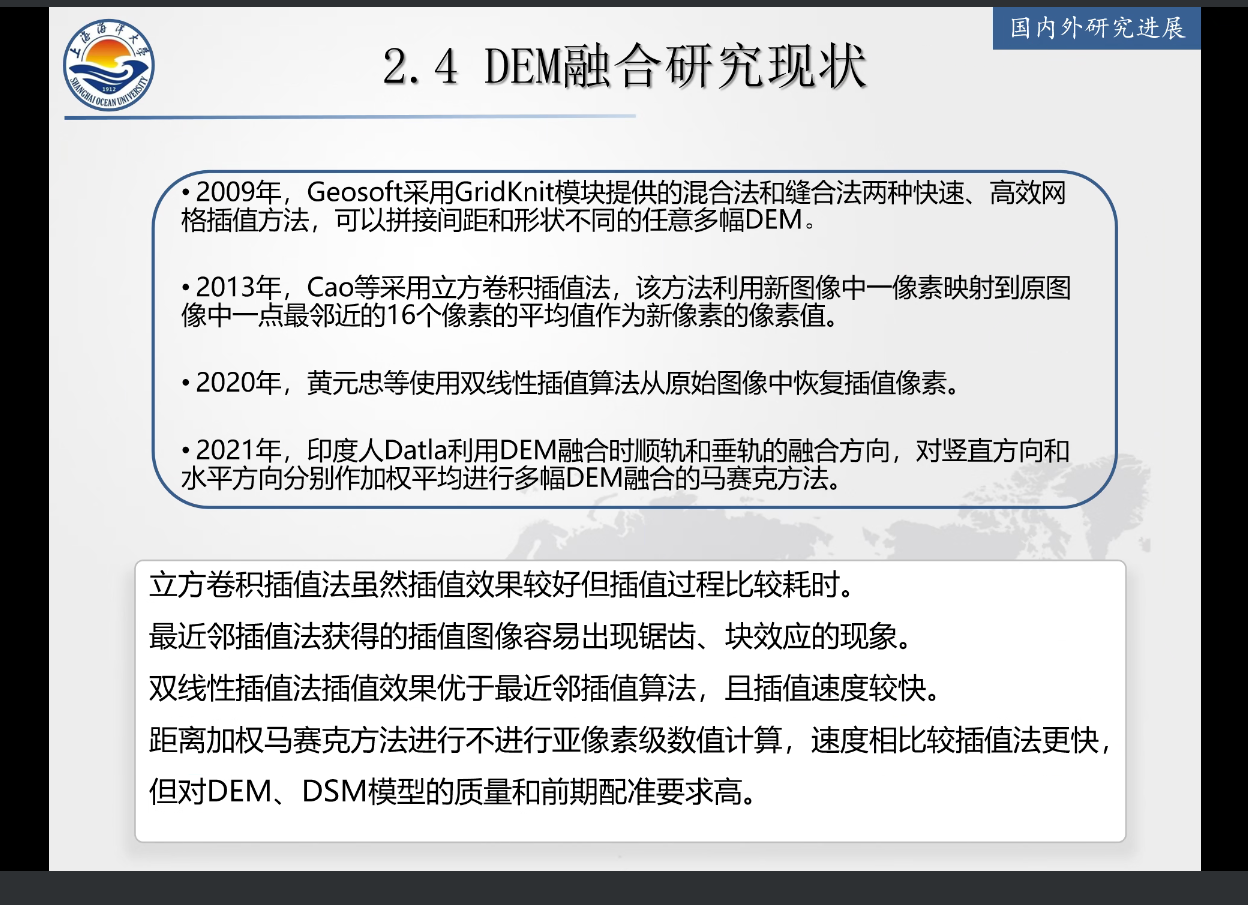 国内外研究进展
上海海洋大学
1912
SHANGHAI OCEAN UNIVERSITY
2.4 DEM融合研究现状
• 2009年，Geosoft采用GridKnit模块提供的混合法和缝合法两种快速、高效网
格插值方法，可以拼接间距和形状不同的任意多幅DEM。
• 2013年，Cao等采用立方卷积插值法，该方法利用新图像中一像素映射到原图
像中一点最邻近的16个像素的平均值作为新像素的像素值。
• 2020年，黄元忠等使用双线性插值算法从原始图像中恢复插值像素。
• 2021年，印度人Datla利用DEM融合时顺轨和垂轨的融合方向，对竖直方向和
水平方向分别作加权平均进行多幅DEM融合的马赛克方法。
立方卷积插值法虽然插值效果较好但插值过程比较耗时。
最近邻插值法获得的插值图像容易出现锯齿、块效应的现象。
双线性插值法插值效果优于最近邻插值算法，且插值速度较快。
距离加权马赛克方法进行不进行亚像素级数值计算，速度相比较插值法更快，
但对DEM、DSM模型的质量和前期配准要求高。